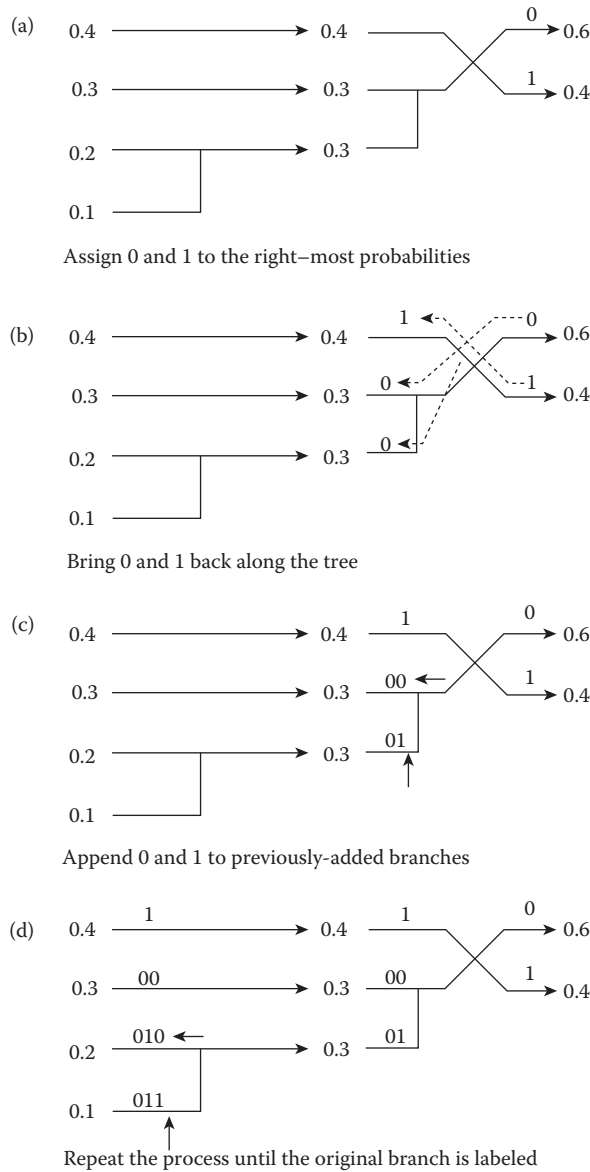 (a)
0.4 0.4 0 0.6
0.3 0.3 1 0.4
0.2 0.3
0.1
Assign 0 and 1 to the right–most probabilities
(b)
0.4 0.4 1 0 0.6
0.3 0.3 0 1 0.4
0.2 0.3 0
0.1
Bring 0 and 1 back along the tree
(c)
0.4 0.4 1 0 0.6
0.3 0.3 00 1 0.4
0.2 0.3 01
0.1
Append 0 and 1 to previously-added branches
(d)
0.4 1 0.4 1 0 0.6
0.3 00 0.3 00 1 0.4
0.2 010 0.3 01
0.1 011
Repeat the process until the original branch is labeled